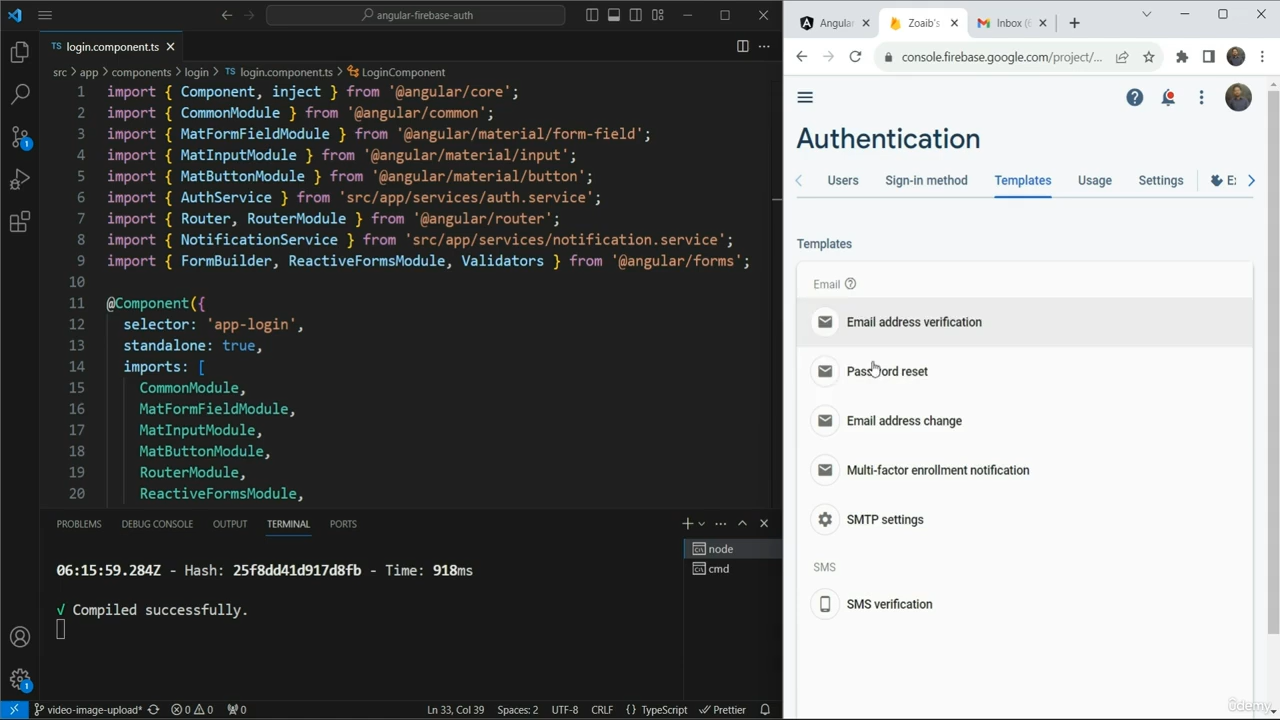 angular-firebase-auth
TS login.component.ts
src > app > components > login > TS login.component.ts > LoginComponent
1 import { Component, inject } from '@angular/core';
2 import { CommonModule } from '@angular/common';
3 import { MatFormFieldModule } from '@angular/material/form-field';
4 import { MatInputModule } from '@angular/material/input';
5 import { MatButtonModule } from '@angular/material/button';
6 import { AuthService } from 'src/app/services/auth.service';
7 import { Router, RouterModule } from '@angular/router';
8 import { NotificationService } from 'src/app/services/notification.service';
9 import { FormBuilder, ReactiveFormsModule, Validators } from '@angular/forms';
10
11 @Component({
12 selector: 'app-login',
13 standalone: true,
14 imports: [
15 CommonModule,
16 MatFormFieldModule,
17 MatInputModule,
18 MatButtonModule,
19 RouterModule,
20 ReactiveFormsModule,
PROBLEMS DEBUG CONSOLE OUTPUT TERMINAL PORTS
06:15:59.284Z - Hash: 25f8dd41d917d8fb - Time: 918ms
√ Compiled successfully.
node
cmd
1
1
video-image-upload* 0 0 0 Ln 33, Col 39 Spaces: 2 UTF-8 CRLF {} TypeScript Prettier
Angular Zoaib's Inbox (6
console.firebase.google.com/project/...
Authentication
Users Sign-in method Templates Usage Settings E:
Templates
Email
Email address verification
Password reset
Email address change
Multi-factor enrollment notification
SMTP settings
SMS
SMS verification
ûdemy